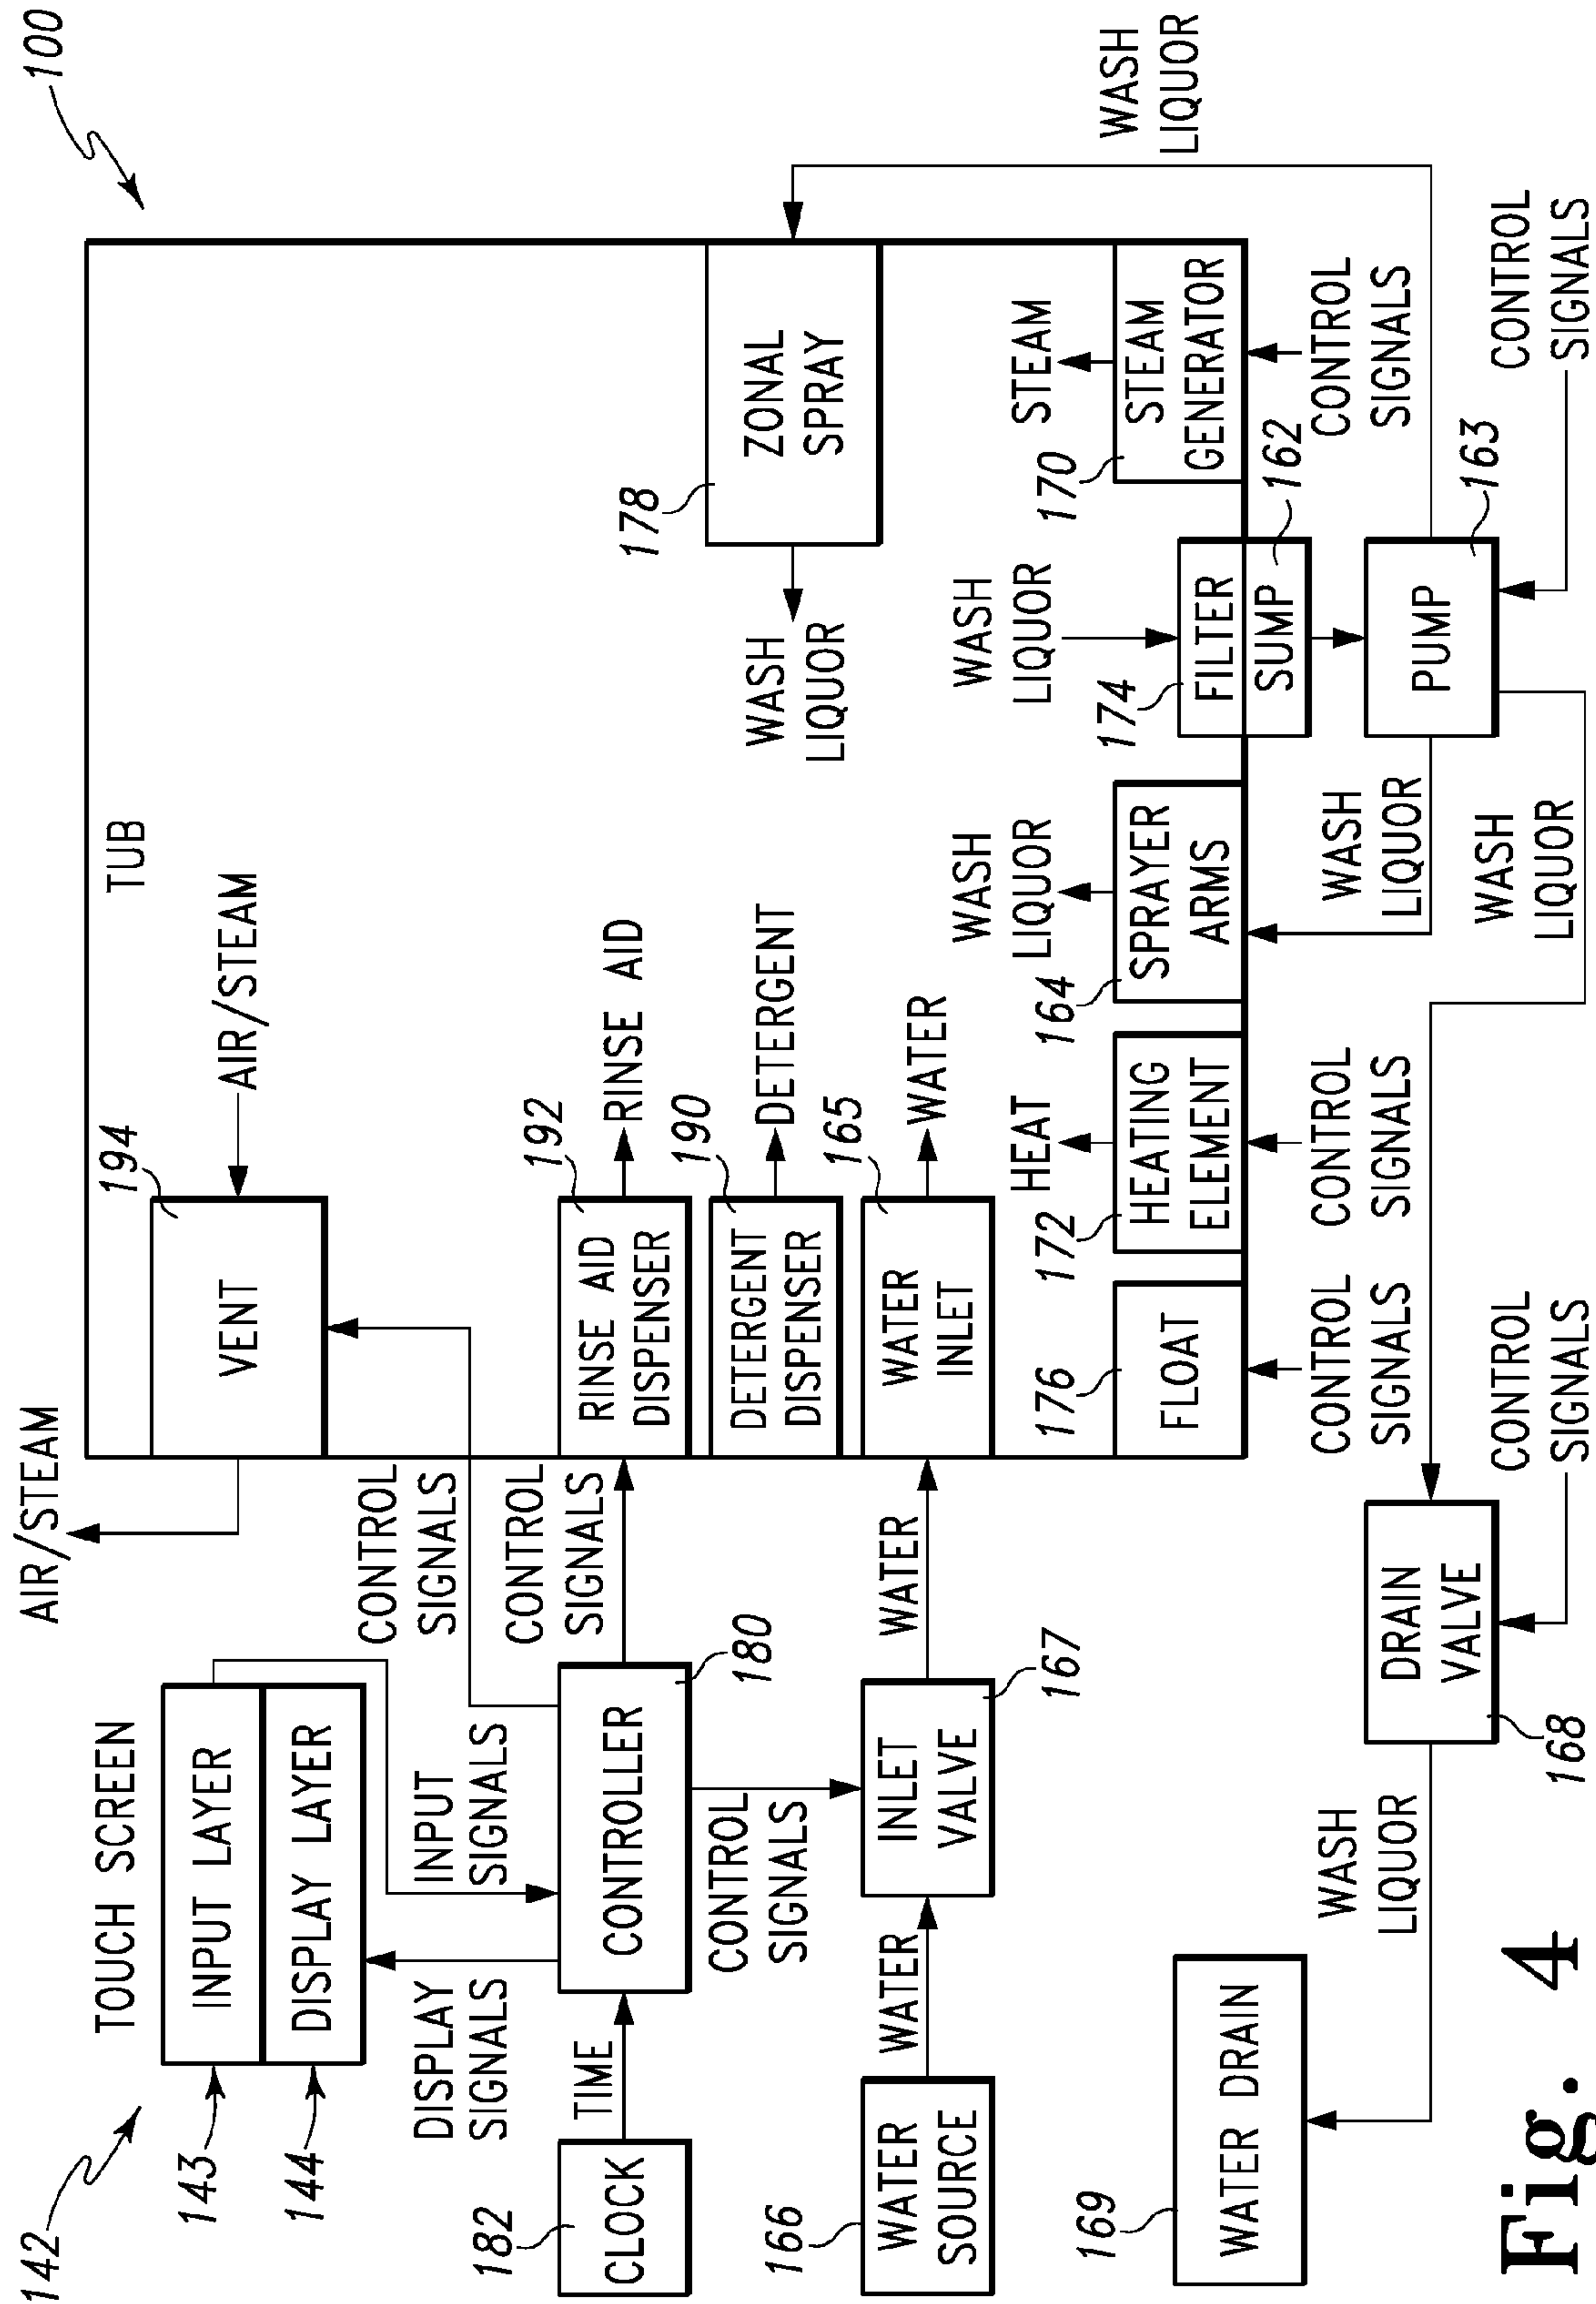 100
142
TOUCH SCREEN
143
INPUT LAYER
144
DISPLAY LAYER
AIR/STEAM
TUB
194
VENT
AIR/STEAM
DISPLAY
SIGNALS
INPUT
SIGNALS
CONTROL
SIGNALS
CONTROL
SIGNALS
182
CLOCK
TIME
CONTROLLER
180
192
RINSE AID
DISPENSER
RINSE AID
190
DETERGENT
DISPENSER
DETERGENT
178
ZONAL
SPRAY
WASH
LIQUOR
CONTROL
SIGNALS
166
WATER
SOURCE
WATER
INLET
VALVE
167
WATER
165
WATER
INLET
WATER
176
FLOAT
172
HEATING
ELEMENT
HEAT
164
SPRAYER
ARMS
WASH
LIQUOR
174
FILTER
SUMP
162
WASH
LIQUOR
170
STEAM
GENERATOR
STEAM
WASH
LIQUOR
CONTROL
SIGNALS
CONTROL
SIGNALS
CONTROL
SIGNALS
169
WATER DRAIN
WASH
LIQUOR
DRAIN
VALVE
168
CONTROL
SIGNALS
WASH
LIQUOR
WASH
LIQUOR
PUMP
163
CONTROL
SIGNALS
Fig. 4